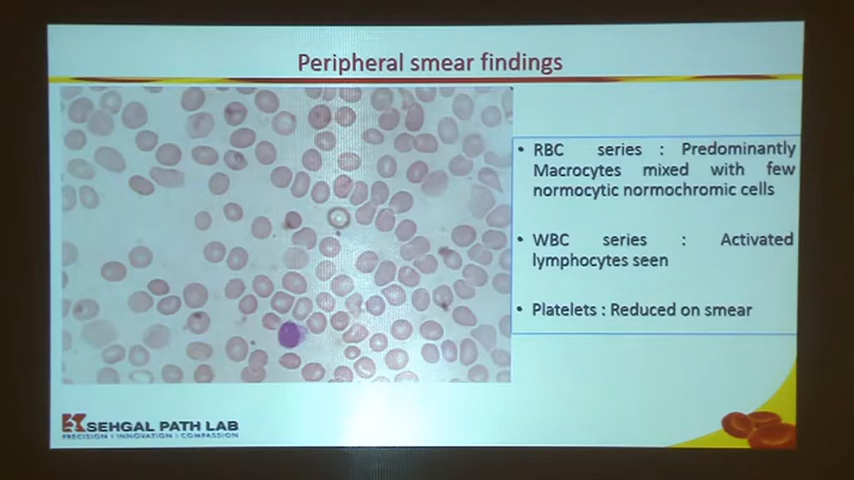 Peripheral smear findings
• RBC series : Predominantly
Macrocytes mixed with few
normocytic normochromic cells
• WBC series : Activated
lymphocytes seen
• Platelets : Reduced on smear
SEHGAL PATH LAB
PRECISION | INNOVATION | COMPASSION